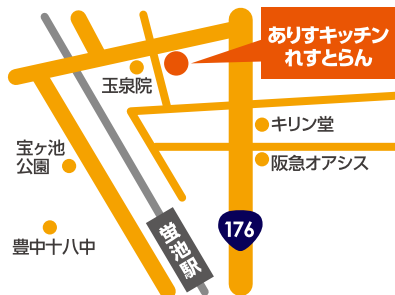 ありすキッチン
れすとらん
玉泉院
キリン堂
宝ヶ池
公園
阪急オアシス
176
蛍池駅
豊中十八中